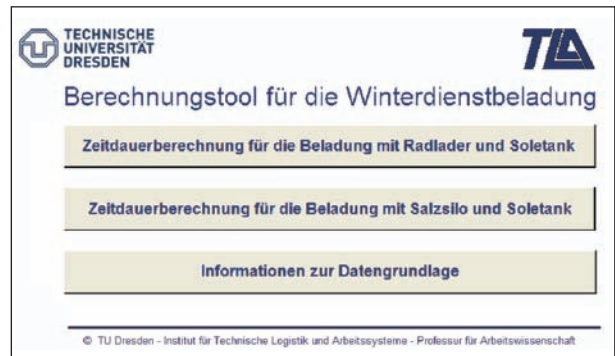 TECHNISCHE
UNIVERSITÄT
DRESDEN
TLA
Berechnungstool für die Winterdienstbeladung
Zeitdauerberechnung für die Beladung mit Radlader und Soletank
Zeitdauerberechnung für die Beladung mit Salzsilo und Soletank
Informationen zur Datengrundlage
© TU Dresden - Institut für Technische Logistik und Arbeitssysteme - Professur für Arbeitswissenschaft